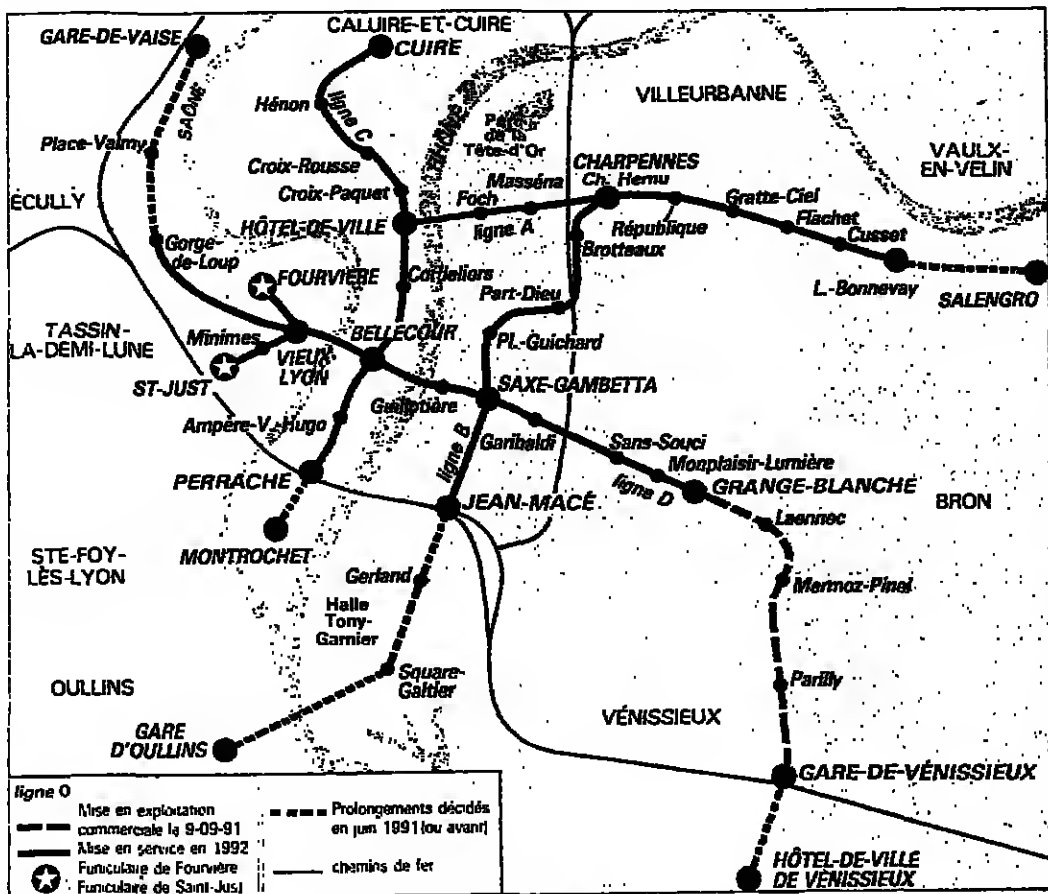 GARE-DE-VAISE
CALUIRE-ET-CUIRE
CUIRE
SAÔNE
Hénon
ligne C
RHÔNE
VILLEURBANNE
Place-Valmy
Croix-Rousse
Croix-Paquet
Parc
de la
Tête-d'Or
CHARPENNES
Ch. Hernu
VAULX-
EN-VELIN
ÉCULLY
Masséna
Foch
ligne A
Gratte-Ciel
HÔTEL-DE-VILLE
République
Flachet
Cusset
Brotteaux
Gorge-
de-Loup
FOURVIÈRE
Cordeliers
Part-Dieu
L.-Bonnevay
SALENGRO
TASSIN-
LA-DEMI-LUNE
Minimes
BELLECOUR
Pl.-Guichard
VIEUX-
LYON
ST-JUST
SAXE-GAMBETTA
Guillotière
Ampère-V.-Hugo
Garibaldi
Sans-Souci
ligne B
Monplaisir-Lumière
PERRACHE
ligne D
GRANGE-BLANCHE
BRON
JEAN-MACÉ
Laennec
MONTROCHET
STE-FOY-
LÈS-LYON
Gerland
Mermoz-Pinel
Halle
Tony-
Garnier
OULLINS
Square-
Galtier
Parilly
VÉNISSIEUX
GARE
D'OULLINS
GARE-DE-VÉNISSIEUX
HÔTEL-DE-VILLE
DE VÉNISSIEUX
ligne D
Mise en exploitation
commerciale la 9-09-91
Mise en service en 1992
Funiculaire de Fourvière
Funiculaire de Saint-Just
Prolongements décidés
en juin 1991 (ou avant)
chemins de fer